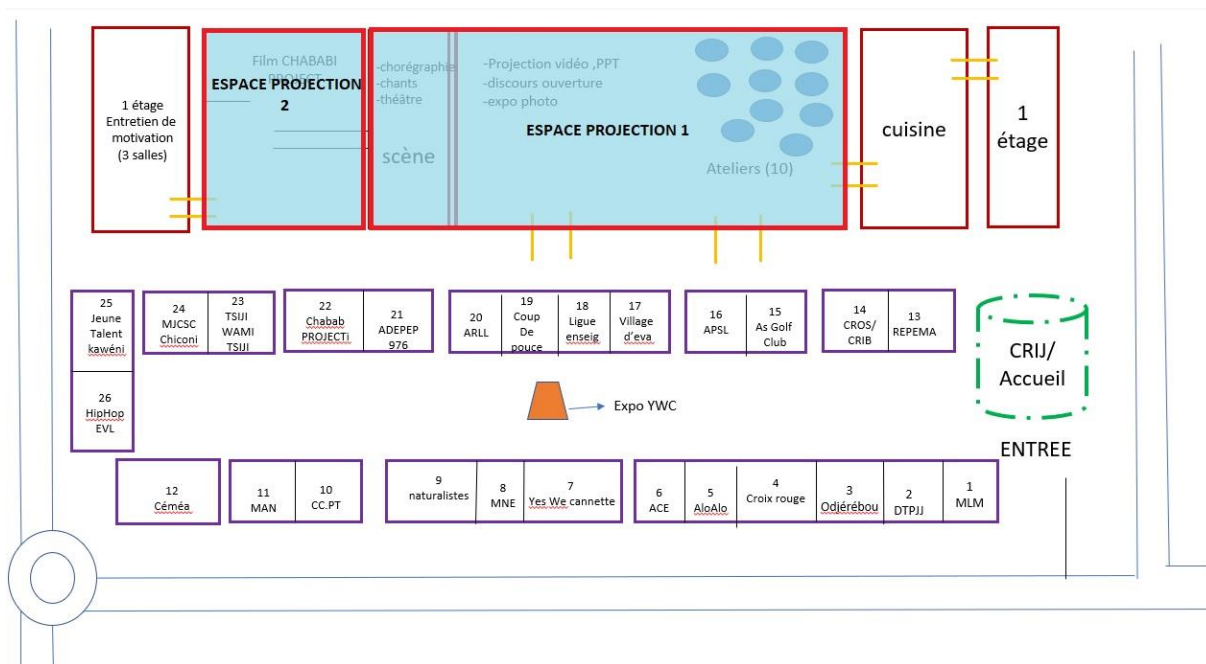 1 étage
Entretien de
motivation
(3 salles)
Film CHABABI
PROJECT
ESPACE PROJECTION
2
-chorégraphie
-chants
-théâtre
scène
-Projection vidéo ,PPT
-discours ouverture
-expo photo
ESPACE PROJECTION 1
Ateliers (10)
cuisine
1
étage
25
Jeune
Talent
kawéni
24
MJCSC
Chiconi
23
TSIJI
WAMI
TSIJI
22
Chabab
PROJECTi
21
ADEPEP
976
20
ARLL
19
Coup
De
pouce
18
Ligue
enseig
17
Village
d'eva
16
APSL
15
As Golf
Club
14
CROS/
CRIB
13
REPEMA
CRIJ/
Accueil
26
HipHop
EVL
Expo YWC
ENTREE
12
Céméa
11
MAN
10
CC.PT
9
naturalistes
8
MNE
7
Yes We cannette
6
ACE
5
AloAlo
4
Croix rouge
3
Odjérébou
2
DTPJJ
1
MLM